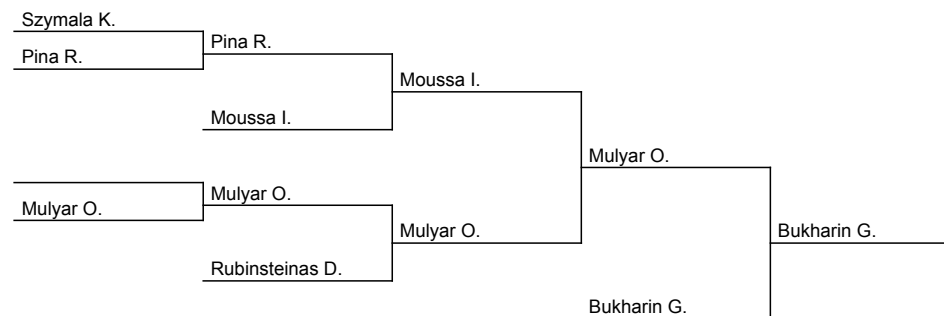 Szymala K.
Pina R.
Pina R.
Moussa I.
Moussa I.
Mulyar O.
Mulyar O.
Mulyar O.
Mulyar O.
Bukharin G.
Rubinsteinas D.
Bukharin G.